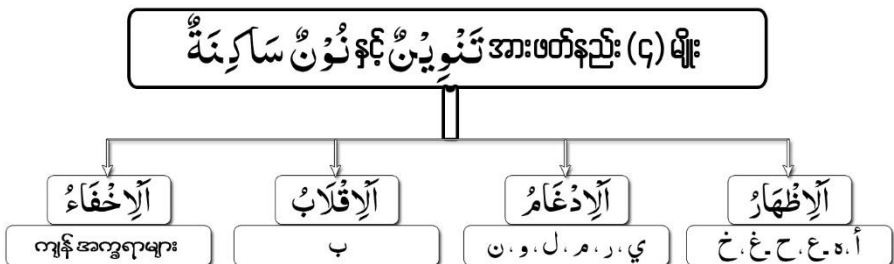 نُوْنٌ سَاكِنَةٌ နှင့် تَنْوِيْنٌ အားဖတ်နည်း (၄) မျိုး
اَلْاِظْهَارُ
اَلْاِدْغَامُ
اَلْاِقْلَابُ
اَلْاِخْفَاءُ
أ، ه، ع، ح، غ، خ
ي، ر، م، ل، و، ن
ب
ကျန်အက္ခရာများ